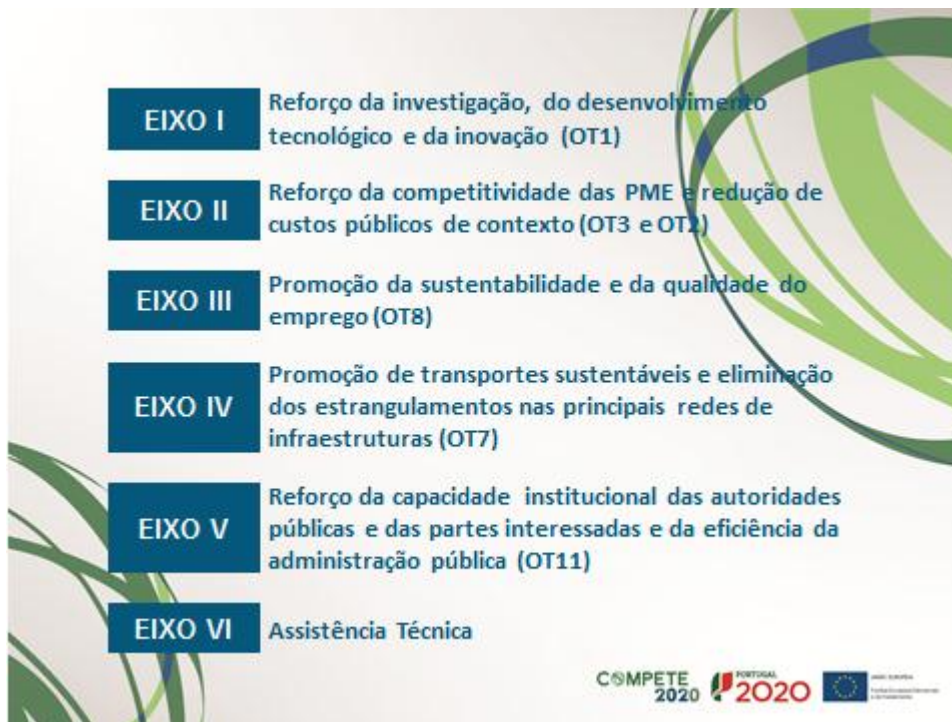 EIXO I
Reforço da investigação, do desenvolvimento
tecnológico e da inovação (OT1)
EIXO II
Reforço da competitividade das PME e redução de
custos públicos de contexto (OT3 e OT2)
EIXO III
Promoção da sustentabilidade e da qualidade do
emprego (OT8)
EIXO IV
Promoção de transportes sustentáveis e eliminação
dos estrangulamentos nas principais redes de
infraestruturas (OT7)
EIXO V
Reforço da capacidade institucional das autoridades
públicas e das partes interessadas e da eficiência da
administração pública (OT11)
EIXO VI
Assistência Técnica
COMPETE
2020
PORTUGAL
2020
UNIÃO EUROPEIA